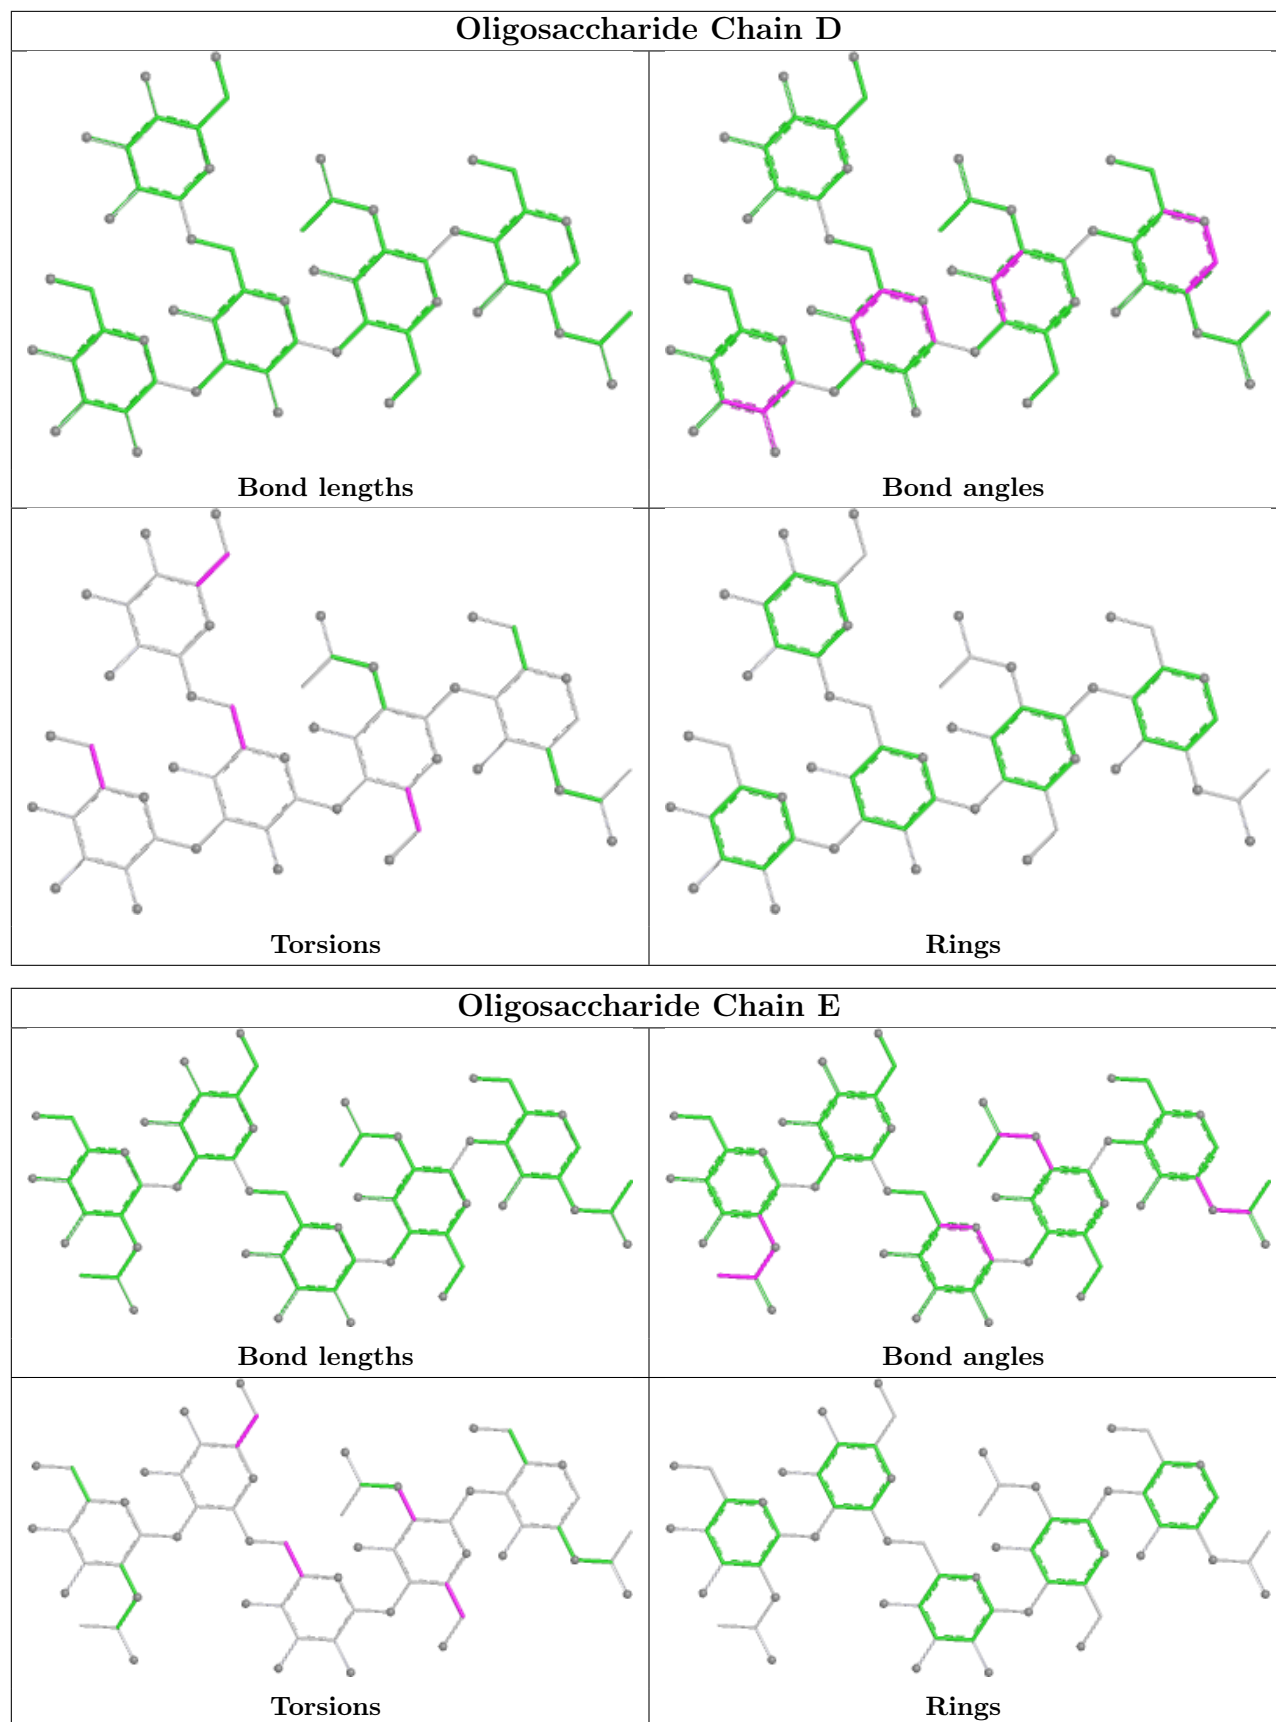 Oligosaccharide Chain D
Bond lengths
Bond angles
Torsions
Rings
Oligosaccharide Chain E
Bond lengths
Bond angles
Torsions
Rings